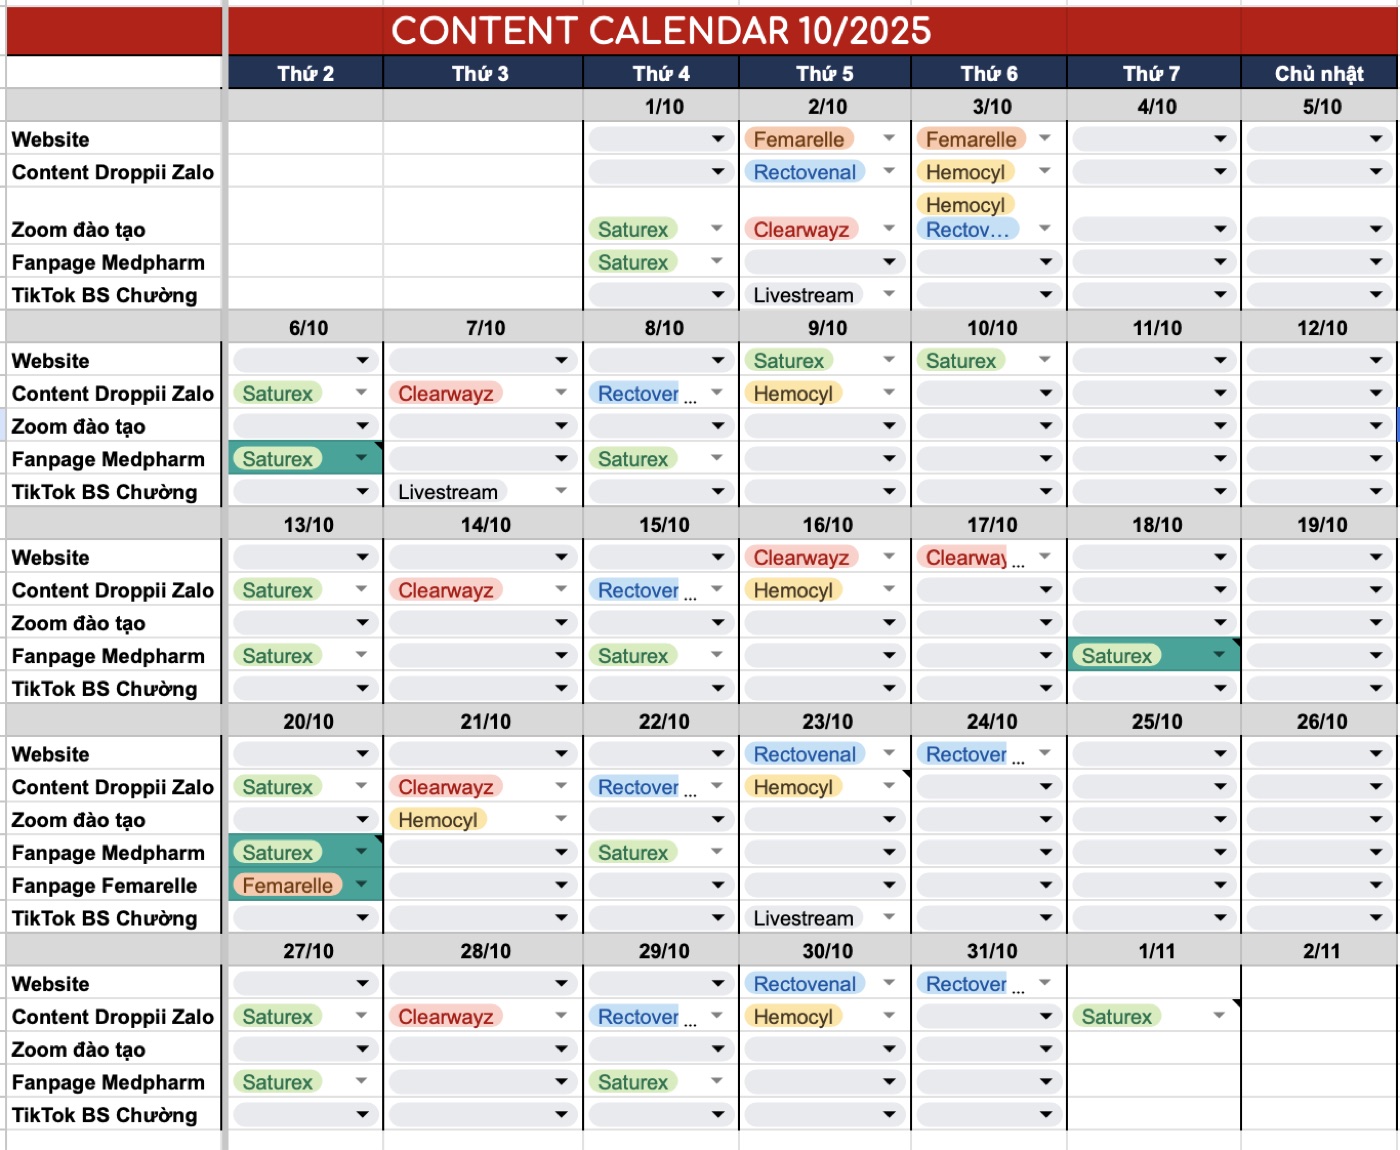 CONTENT CALENDAR 10/2025
Thứ 2 Thứ 3 Thứ 4 Thứ 5 Thứ 6 Thứ 7 Chủ nhật
1/10 2/10 3/10 4/10 5/10
Website Femarelle Femarelle
Content Droppii Zalo Rectovenal Hemocyl
Hemocyl
Zoom đào tạo Saturex Clearwayz Rectov...
Fanpage Medpharm Saturex
TikTok BS Chường Livestream
6/10 7/10 8/10 9/10 10/10 11/10 12/10
Website Saturex Saturex
Content Droppii Zalo Saturex Clearwayz Rectover ... Hemocyl
Zoom đào tạo
Fanpage Medpharm Saturex Saturex
TikTok BS Chường Livestream
13/10 14/10 15/10 16/10 17/10 18/10 19/10
Website Clearwayz Clearway ...
Content Droppii Zalo Saturex Clearwayz Rectover ... Hemocyl
Zoom đào tạo
Fanpage Medpharm Saturex Saturex Saturex
TikTok BS Chường
20/10 21/10 22/10 23/10 24/10 25/10 26/10
Website Rectovenal Rectover ...
Content Droppii Zalo Saturex Clearwayz Rectover ... Hemocyl
Zoom đào tạo Hemocyl
Fanpage Medpharm Saturex Saturex
Fanpage Femarelle Femarelle
TikTok BS Chường Livestream
27/10 28/10 29/10 30/10 31/10 1/11 2/11
Website Rectovenal Rectover ...
Content Droppii Zalo Saturex Clearwayz Rectover ... Hemocyl Saturex
Zoom đào tạo
Fanpage Medpharm Saturex Saturex
TikTok BS Chường